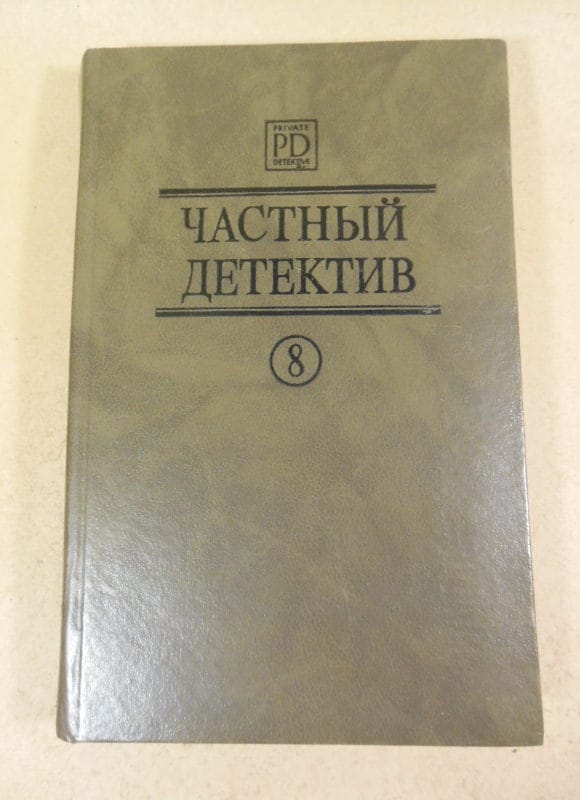 PRIVATE
PD
DETEKTIVE
ЧАСТНЫЙ
ДЕТЕКТИВ
8